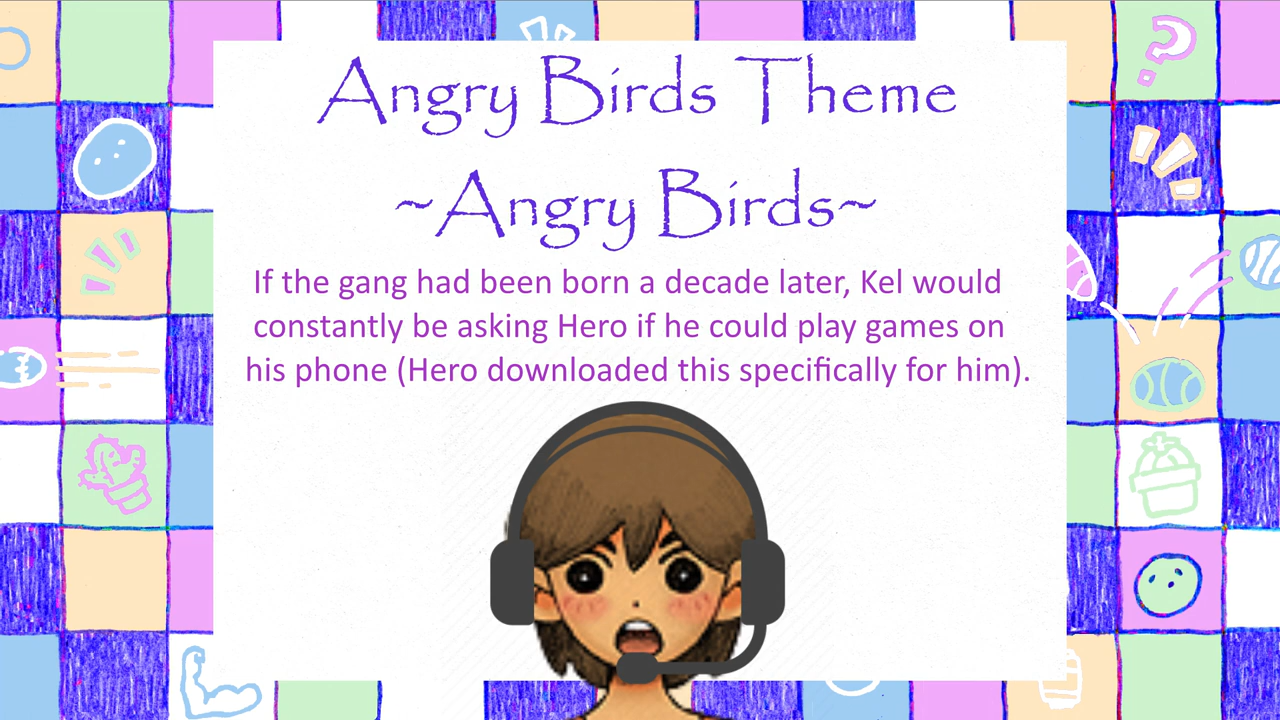 Angry Birds Theme
~Angry Birds~
If the gang had been born a decade later, Kel would
constantly be asking Hero if he could play games on
his phone (Hero downloaded this specifically for him).